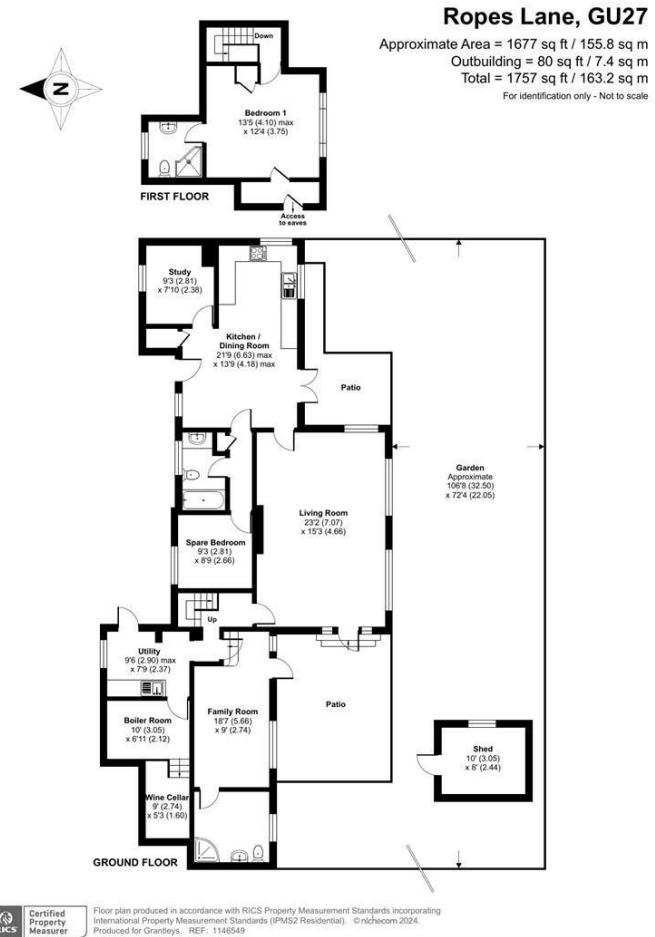 Ropes Lane, GU27
Approximate Area = 1677 sq ft / 155.8 sq m
Outbuilding = 80 sq ft / 7.4 sq m
Total = 1757 sq ft / 163.2 sq m
For identification only - Not to scale
N
Down
Bedroom 1
13'5 (4.10) max
x 12'4 (3.75)
FIRST FLOOR
Access
to eaves
Study
9'3 (2.81)
x 7'10 (2.38)
Kitchen /
Dining Room
21'9 (6.63) max
x 13'9 (4.18) max
Patio
Garden
Approximate
106'8 (32.50)
x 72'4 (22.05)
Living Room
23'2 (7.07)
x 15'3 (4.66)
Spare Bedroom
9'3 (2.81)
x 8'9 (2.66)
Up
Utility
9'6 (2.90) max
x 7'9 (2.37)
Family Room
18'7 (5.66)
x 9' (2.74)
Patio
Boiler Room
10' (3.05)
x 6'11 (2.12)
Shed
10' (3.05)
x 8' (2.44)
Wine Cellar
9' (2.74)
x 5'3 (1.60)
GROUND FLOOR
RICS
Certified
Property
Measurer
Floor plan produced in accordance with RICS Property Measurement Standards incorporating
International Property Measurement Standards (IPMS2 Residential). © nichecom 2024.
Produced for Grantleys. REF: 1146549